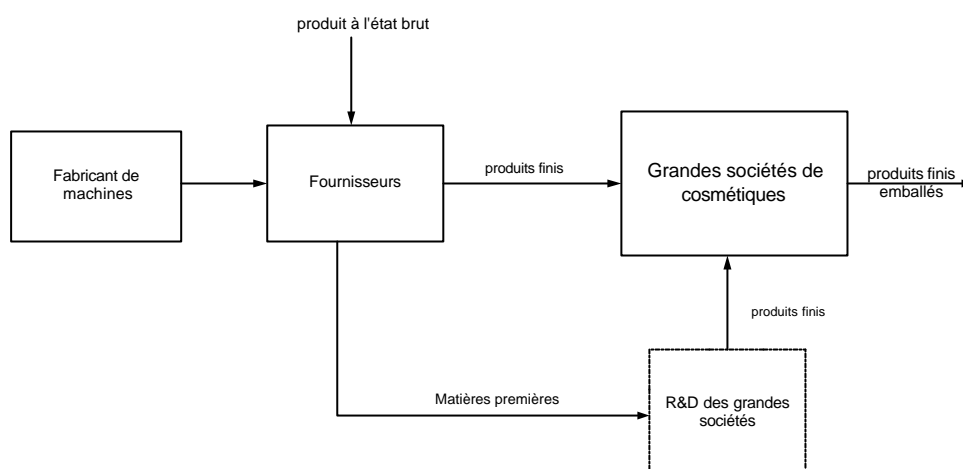 produit à l'état brut
Fabricant de
machines
Fournisseurs
produits finis
Grandes sociétés de
cosmétiques
produits finis
emballés
produits finis
Matières premières
R&D des grandes
sociétés